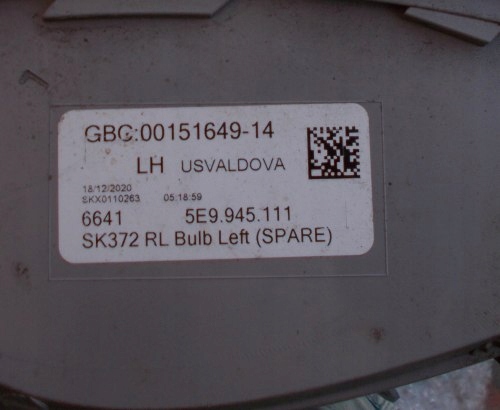 GBC:00151649-14
LH USVALDOVA
18/12/2020
SKX0110263 05:18:59
6641 5E9.945.111
SK372 RL Bulb Left (SPARE)